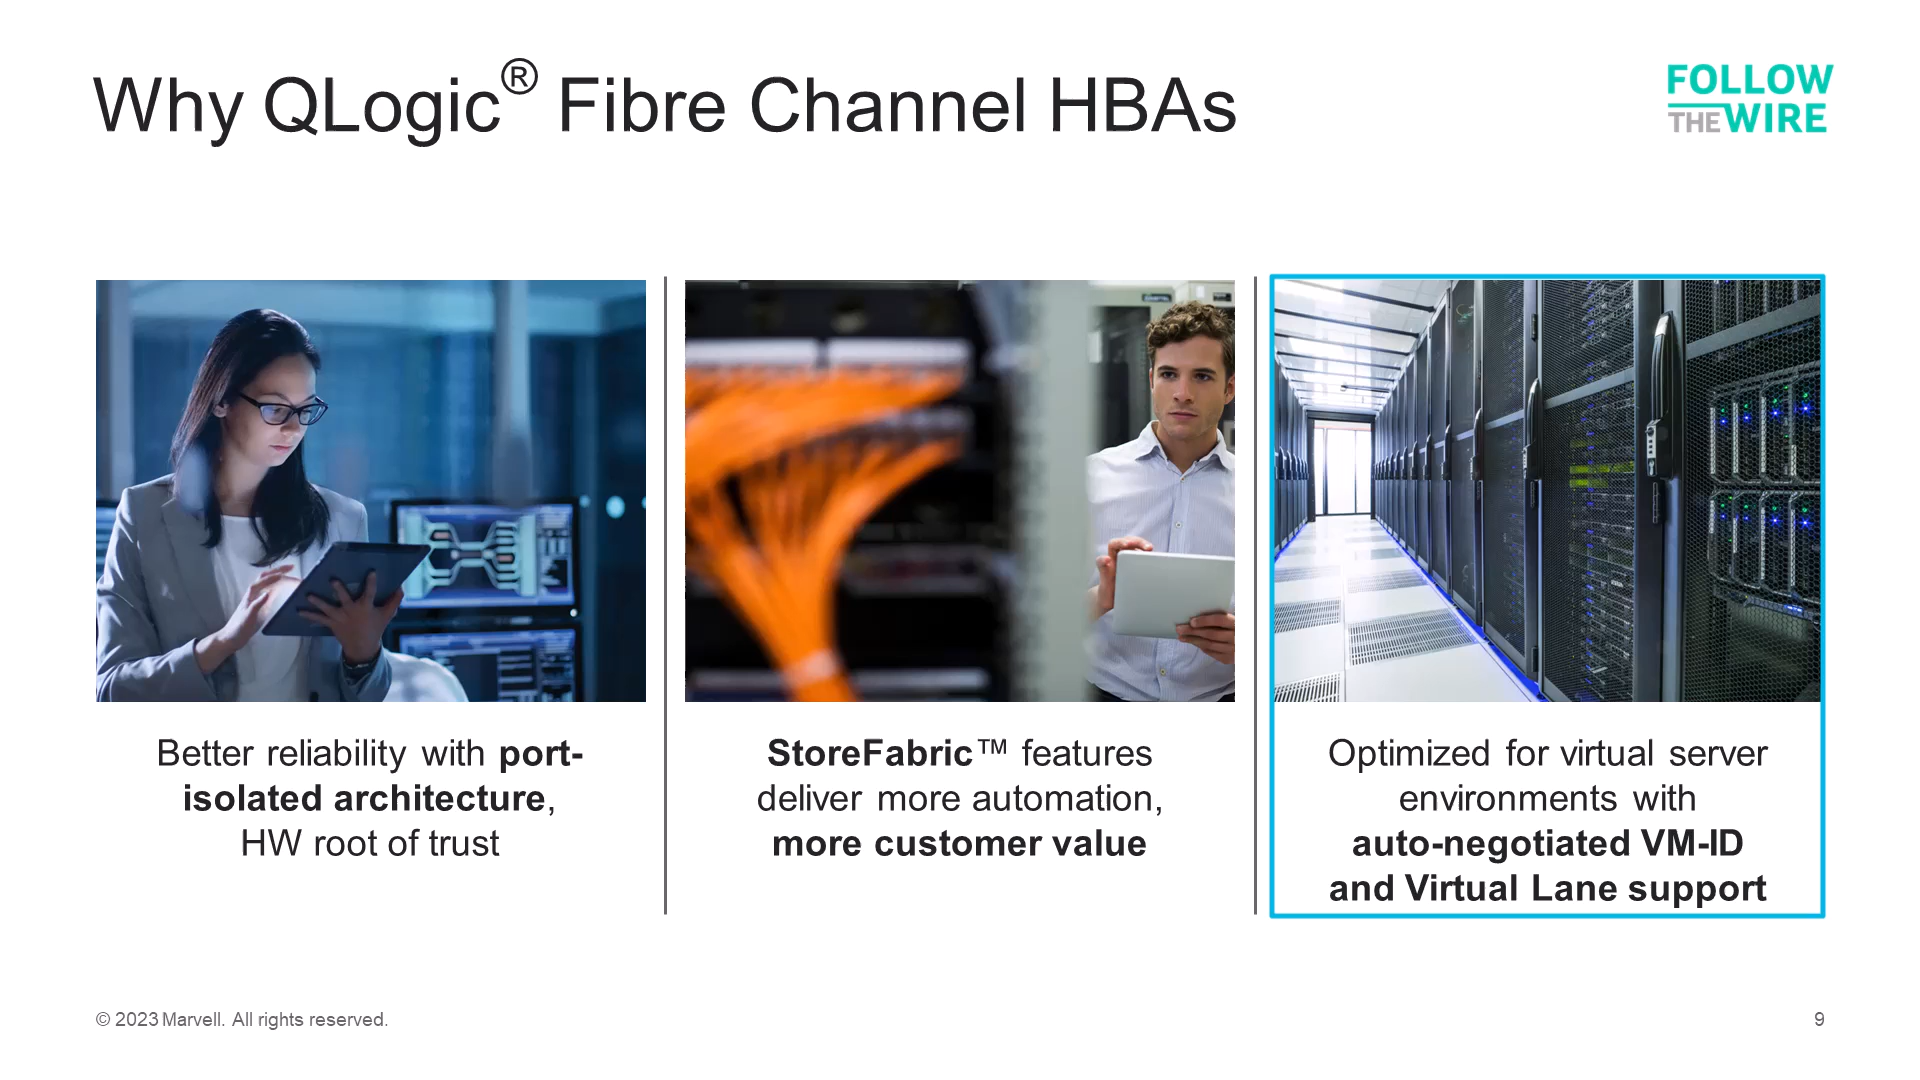 Why QLogic® Fibre Channel HBAs
FOLLOW
THE WIRE
Better reliability with port-
isolated architecture,
HW root of trust
StoreFabric™ features
deliver more automation,
more customer value
Optimized for virtual server
environments with
auto-negotiated VM-ID
and Virtual Lane support
© 2023 Marvell. All rights reserved.
9